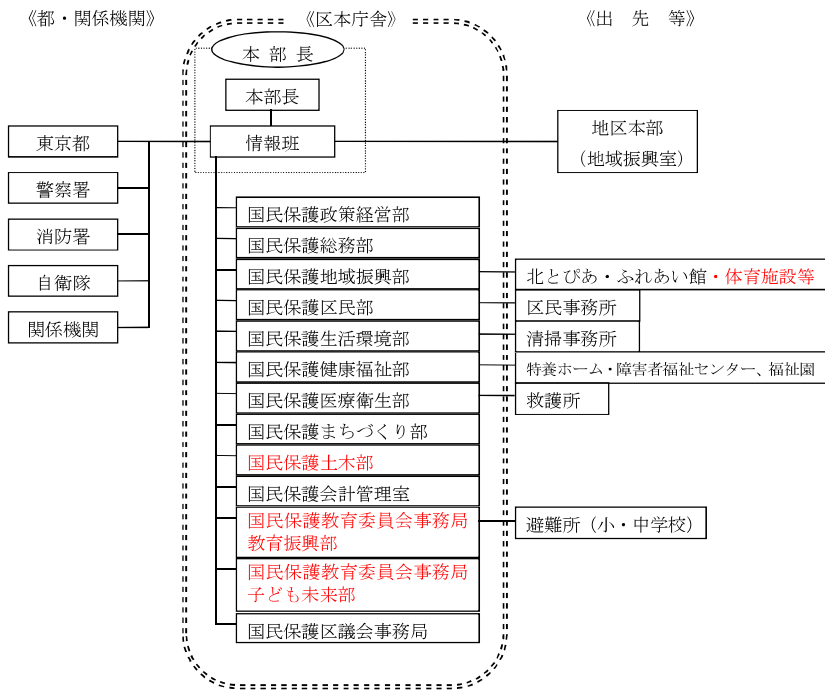 《都・関係機関》
《区本庁舎》
《出　先　等》
本 部 長
本部長
情報班
東京都
警察署
消防署
自衛隊
関係機関
地区本部
（地域振興室）
国民保護政策経営部
国民保護総務部
国民保護地域振興部
国民保護区民部
国民保護生活環境部
国民保護健康福祉部
国民保護医療衛生部
国民保護まちづくり部
国民保護土木部
国民保護会計管理室
国民保護教育委員会事務局
教育振興部
国民保護教育委員会事務局
子ども未来部
国民保護区議会事務局
北とぴあ・ふれあい館・体育施設等
区民事務所
清掃事務所
特養ホーム・障害者福祉センター、福祉園
救護所
避難所（小・中学校）